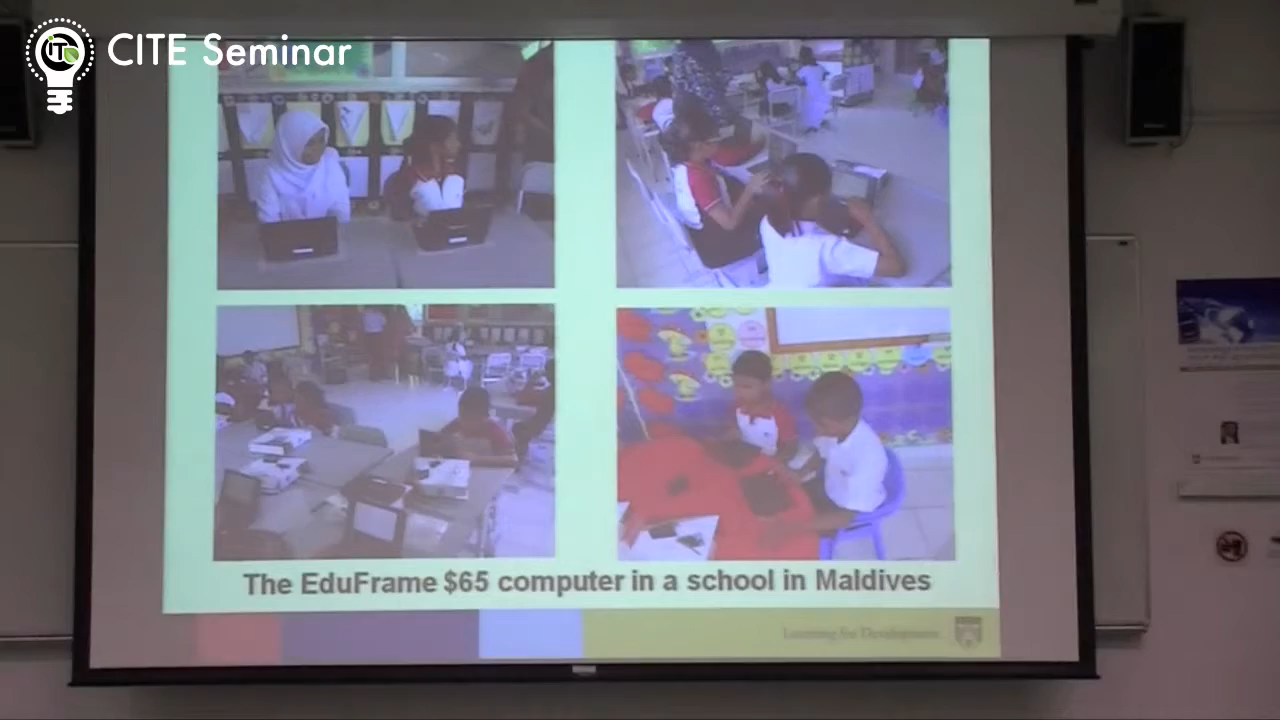 CITE Seminar
The EduFrame $65 computer in a school in Maldives
Learning for Development